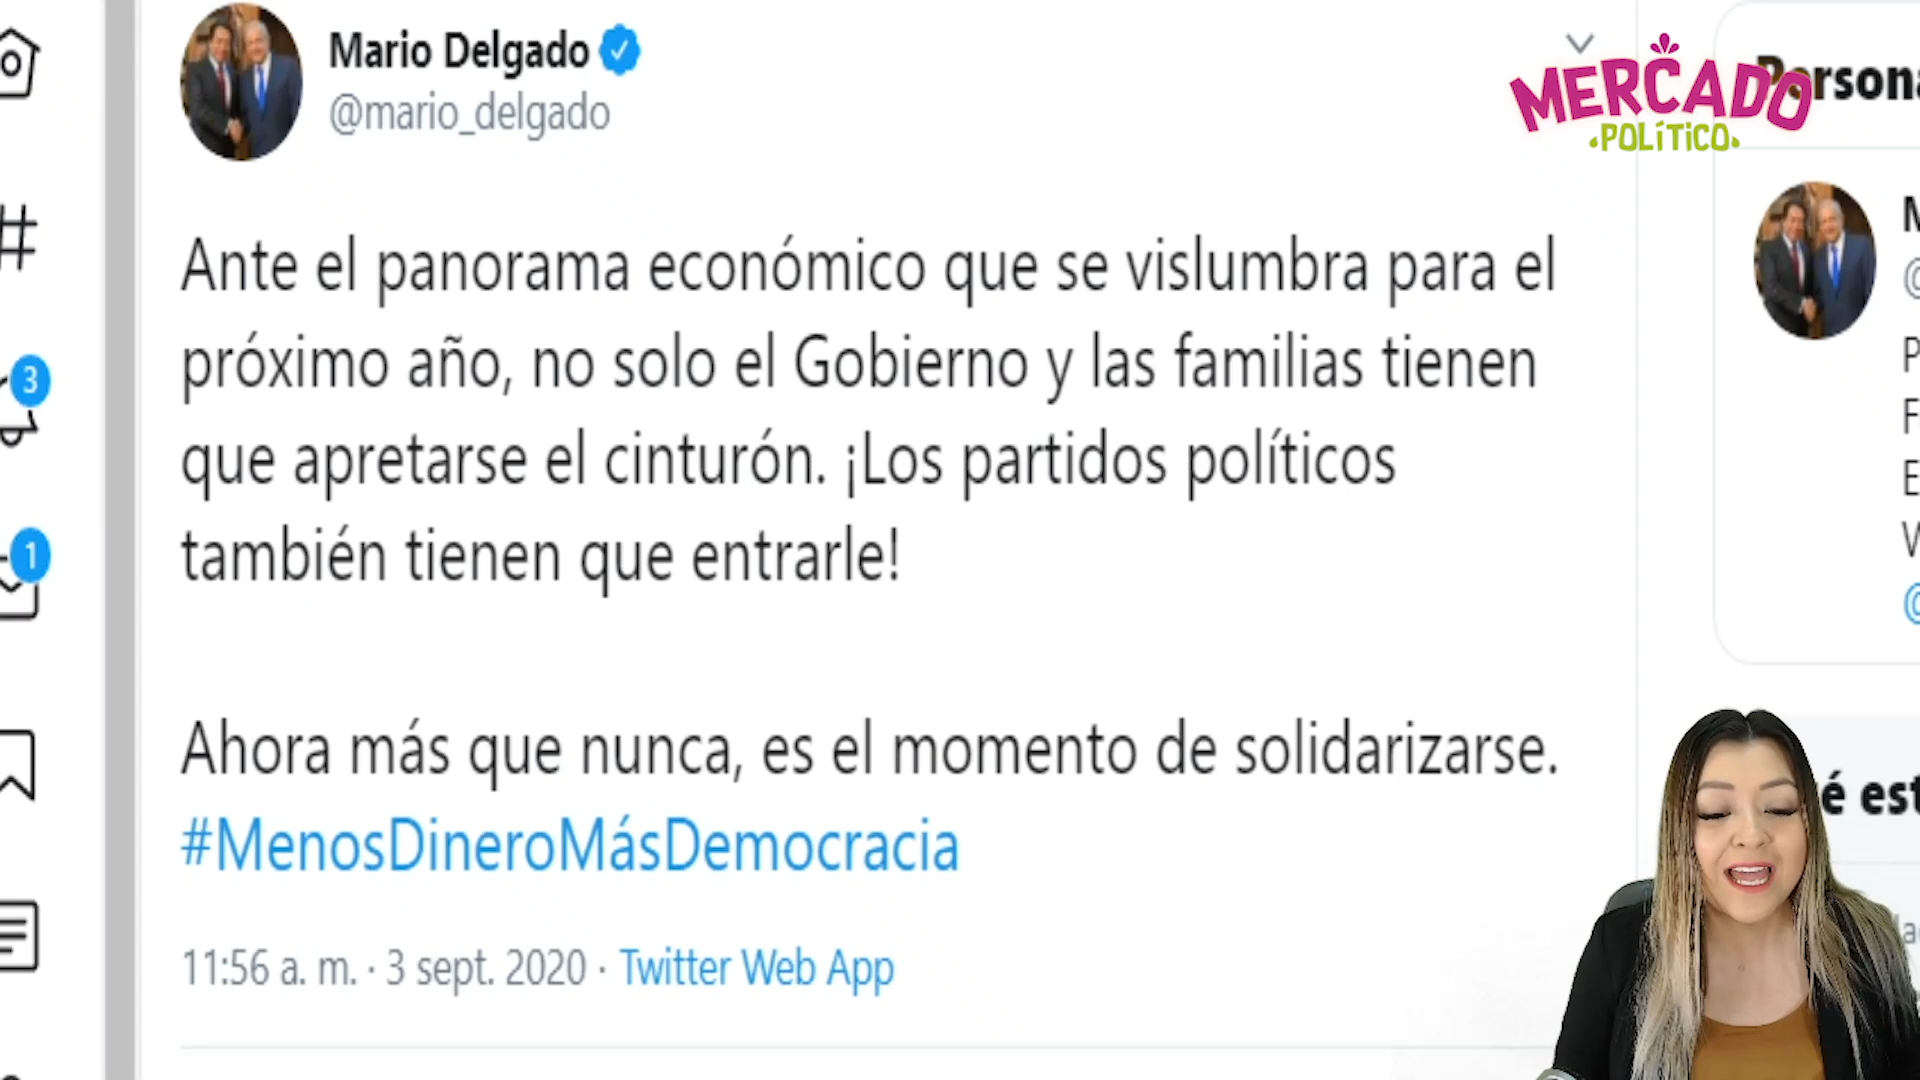 Mario Delgado
@mario_delgado
MERCADO
POLÍTICO
Persona
Ante el panorama económico que se vislumbra para el
próximo año, no solo el Gobierno y las familias tienen
que apretarse el cinturón. ¡Los partidos políticos
también tienen que entrarle!
Ahora más que nunca, es el momento de solidarizarse.
#MenosDineroMásDemocracia
11:56 a. m. · 3 sept. 2020 · Twitter Web App
3
1